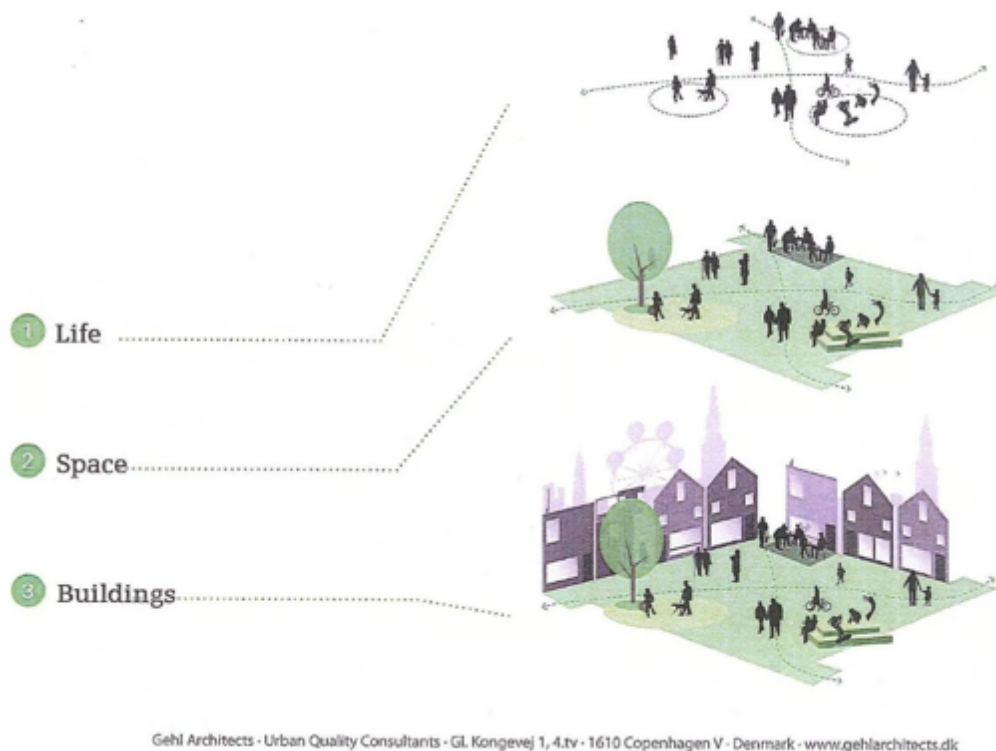 1 Life
2 Space
3 Buildings
Gehl Architects · Urban Quality Consultants · Gl. Kongevej 1, 4.tv · 1610 Copenhagen V · Denmark · www.gehlarchitects.dk